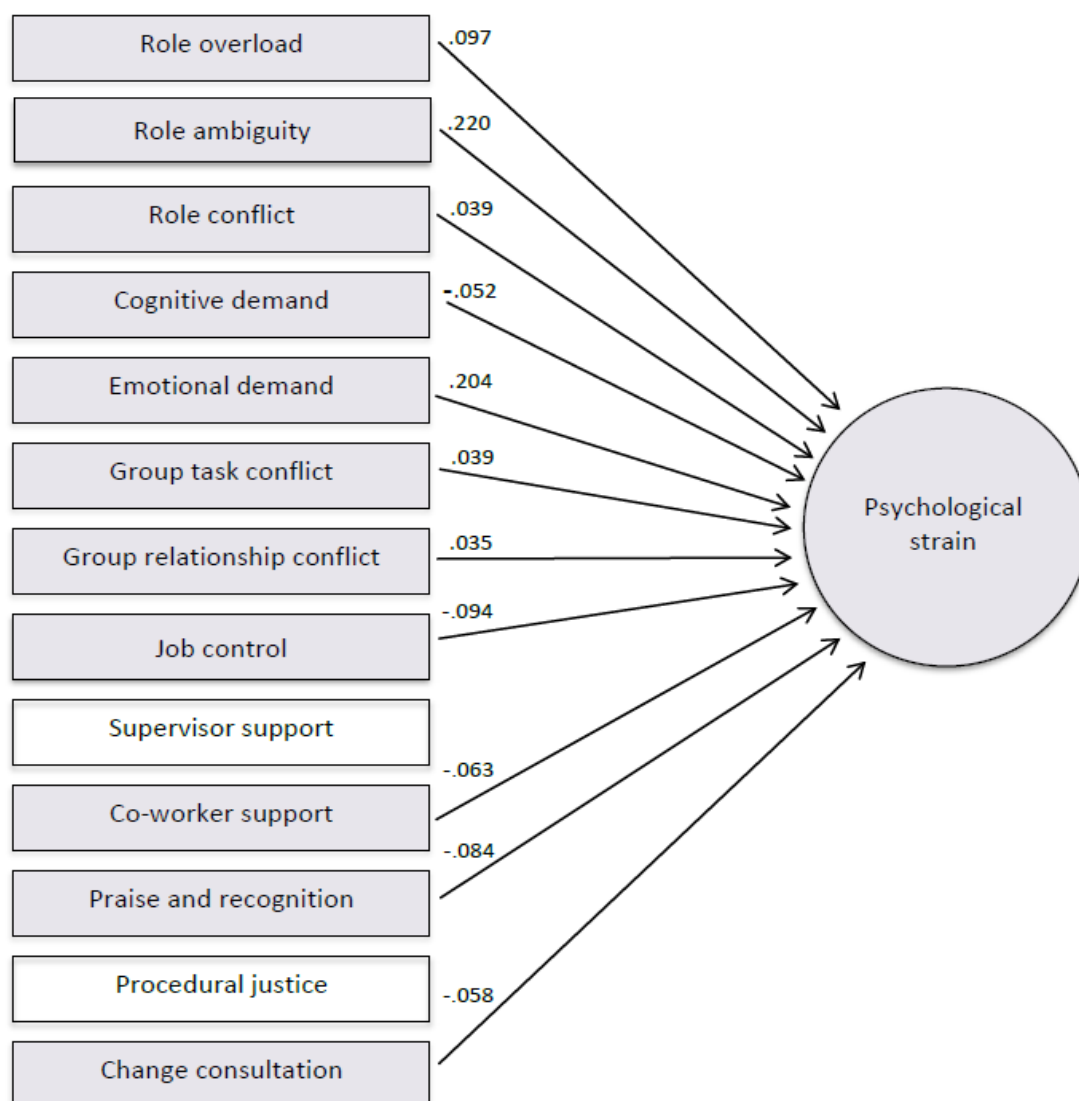 Role overload
.097
Role ambiguity
.220
Role conflict
.039
Cognitive demand
-.052
Emotional demand
.204
Group task conflict
.039
Group relationship conflict
.035
Job control
-.094
Supervisor support
Co-worker support
-.063
Praise and recognition
-.084
Procedural justice
Change consultation
-.058
Psychological
strain